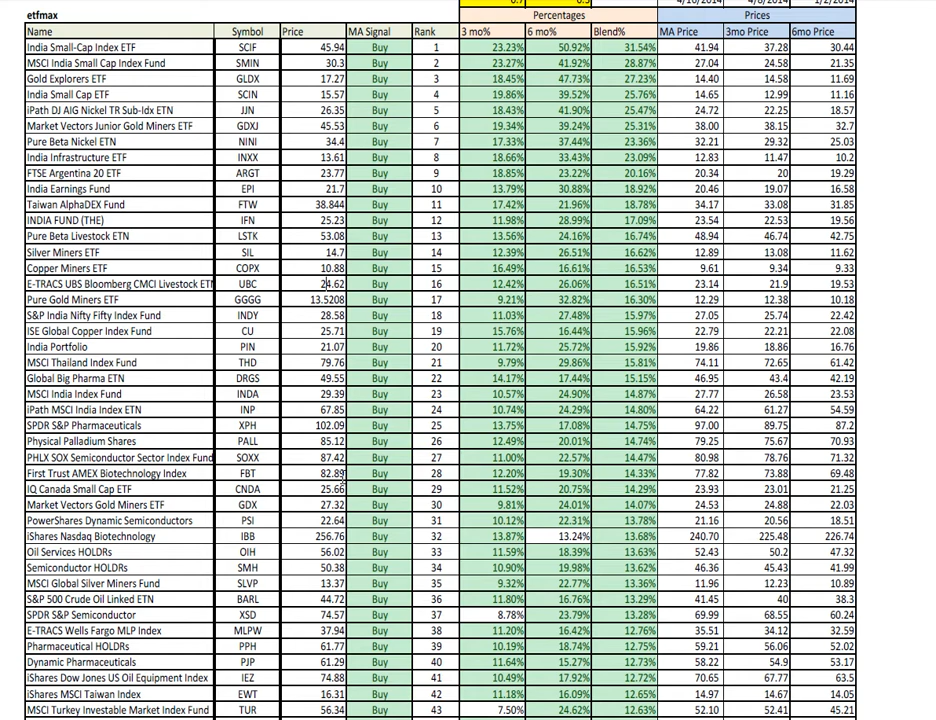 etfmax Percentages Prices
Name Symbol Price MA Signal Rank 3 mo% 6 mo% Blend% MA Price 3mo Price 6mo Price
India Small-Cap Index ETF SCIF 45.94 Buy 1 23.23% 50.92% 31.54% 41.94 37.28 30.44
MSCI India Small Cap Index Fund SMIN 30.3 Buy 2 23.27% 41.92% 28.87% 27.04 24.58 21.35
Gold Explorers ETF GLDX 17.27 Buy 3 18.45% 47.73% 27.23% 14.40 14.58 11.69
India Small Cap ETF SCIN 15.57 Buy 4 19.86% 39.52% 25.76% 14.65 12.99 11.16
iPath DJ AIG Nickel TR Sub-Idx ETN JJN 26.35 Buy 5 18.43% 41.90% 25.47% 24.72 22.25 18.57
Market Vectors Junior Gold Miners ETF GDXJ 45.53 Buy 6 19.34% 39.24% 25.31% 38.00 38.15 32.7
Pure Beta Nickel ETN NINI 34.4 Buy 7 17.33% 37.44% 23.36% 32.21 29.32 25.03
India Infrastructure ETF INXX 13.61 Buy 8 18.66% 33.43% 23.09% 12.83 11.47 10.2
FTSE Argentina 20 ETF ARGT 23.77 Buy 9 18.85% 23.22% 20.16% 20.34 20 19.29
India Earnings Fund EPI 21.7 Buy 10 13.79% 30.88% 18.92% 20.46 19.07 16.58
Taiwan AlphaDEX Fund FTW 38.844 Buy 11 17.42% 21.96% 18.78% 34.17 33.08 31.85
INDIA FUND (THE) IFN 25.23 Buy 12 11.98% 28.99% 17.09% 23.54 22.53 19.56
Pure Beta Livestock ETN LSTK 53.08 Buy 13 13.56% 24.16% 16.74% 48.94 46.74 42.75
Silver Miners ETF SIL 14.7 Buy 14 12.39% 26.51% 16.62% 12.89 13.08 11.62
Copper Miners ETF COPX 10.88 Buy 15 16.49% 16.61% 16.53% 9.61 9.34 9.33
E-TRACS UBS Bloomberg CMCI Livestock ETN UBC 24.62 Buy 16 12.42% 26.06% 16.51% 23.14 21.9 19.53
Pure Gold Miners ETF GGGG 13.5208 Buy 17 9.21% 32.82% 16.30% 12.29 12.38 10.18
S&P India Nifty Fifty Index Fund INDY 28.58 Buy 18 11.03% 27.48% 15.97% 27.05 25.74 22.42
ISE Global Copper Index Fund CU 25.71 Buy 19 15.76% 16.44% 15.96% 22.79 22.21 22.08
India Portfolio PIN 21.07 Buy 20 11.72% 25.72% 15.92% 19.86 18.86 16.76
MSCI Thailand Index Fund THD 79.76 Buy 21 9.79% 29.86% 15.81% 74.11 72.65 61.42
Global Big Pharma ETN DRGS 49.55 Buy 22 14.17% 17.44% 15.15% 46.95 43.4 42.19
MSCI India Index Fund INDA 29.39 Buy 23 10.57% 24.90% 14.87% 27.77 26.58 23.53
iPath MSCI India Index ETN INP 67.85 Buy 24 10.74% 24.29% 14.80% 64.22 61.27 54.59
SPDR S&P Pharmaceuticals XPH 102.09 Buy 25 13.75% 17.08% 14.75% 97.00 89.75 87.2
Physical Palladium Shares PALL 85.12 Buy 26 12.49% 20.01% 14.74% 79.25 75.67 70.93
PHLX SOX Semiconductor Sector Index Fund SOXX 87.42 Buy 27 11.00% 22.57% 14.47% 80.98 78.76 71.32
First Trust AMEX Biotechnology Index FBT 82.89 Buy 28 12.20% 19.30% 14.33% 77.82 73.88 69.48
IQ Canada Small Cap ETF CNDA 25.66 Buy 29 11.52% 20.75% 14.29% 23.93 23.01 21.25
Market Vectors Gold Miners ETF GDX 27.32 Buy 30 9.81% 24.01% 14.07% 24.53 24.88 22.03
PowerShares Dynamic Semiconductors PSI 22.64 Buy 31 10.12% 22.31% 13.78% 21.16 20.56 18.51
iShares Nasdaq Biotechnology IBB 256.76 Buy 32 13.87% 13.24% 13.68% 240.70 225.48 226.74
Oil Services HOLDRs OIH 56.02 Buy 33 11.59% 18.39% 13.63% 52.43 50.2 47.32
Semiconductor HOLDRs SMH 50.38 Buy 34 10.90% 19.98% 13.62% 46.36 45.43 41.99
MSCI Global Silver Miners Fund SLVP 13.37 Buy 35 9.32% 22.77% 13.36% 11.96 12.23 10.89
S&P 500 Crude Oil Linked ETN BARL 44.72 Buy 36 11.80% 16.76% 13.29% 41.45 40 38.3
SPDR S&P Semiconductor XSD 74.57 Buy 37 8.78% 23.79% 13.28% 69.99 68.55 60.24
E-TRACS Wells Fargo MLP Index MLPW 37.94 Buy 38 11.20% 16.42% 12.76% 35.51 34.12 32.59
Pharmaceutical HOLDRs PPH 61.77 Buy 39 10.19% 18.74% 12.75% 59.21 56.06 52.02
Dynamic Pharmaceuticals PJP 61.29 Buy 40 11.64% 15.27% 12.73% 58.22 54.9 53.17
iShares Dow Jones US Oil Equipment Index IEZ 74.88 Buy 41 10.49% 17.92% 12.72% 70.65 67.77 63.5
iShares MSCI Taiwan Index EWT 16.31 Buy 42 11.18% 16.09% 12.65% 14.97 14.67 14.05
MSCI Turkey Investable Market Index Fund TUR 56.34 Buy 43 7.50% 24.62% 12.63% 52.10 52.41 45.21